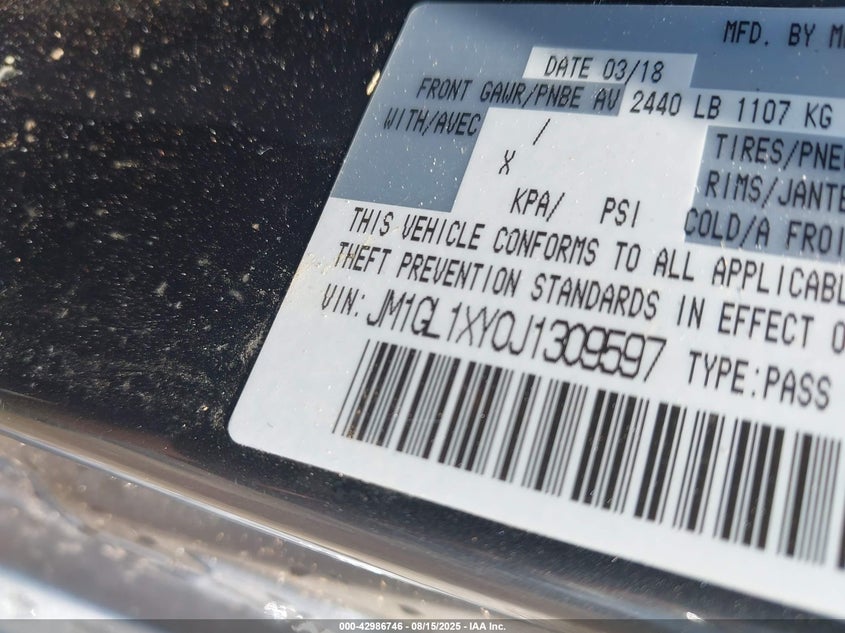 MFD. BY M
DATE 03/18
FRONT GAWR/PNBE AV 2440 LB 1107 KG
WITH/AVEC / TIRES/PNE
X RIMS/JANTE
KPA/ PSI COLD/A FROI
THIS VEHICLE CONFORMS TO ALL APPLICABL
THEFT PREVENTION STANDARDS IN EFFECT O
VIN: JM1GL1XY0J1309597 TYPE:PASS
000-42986746 - 08/15/2025 - IAA Inc.